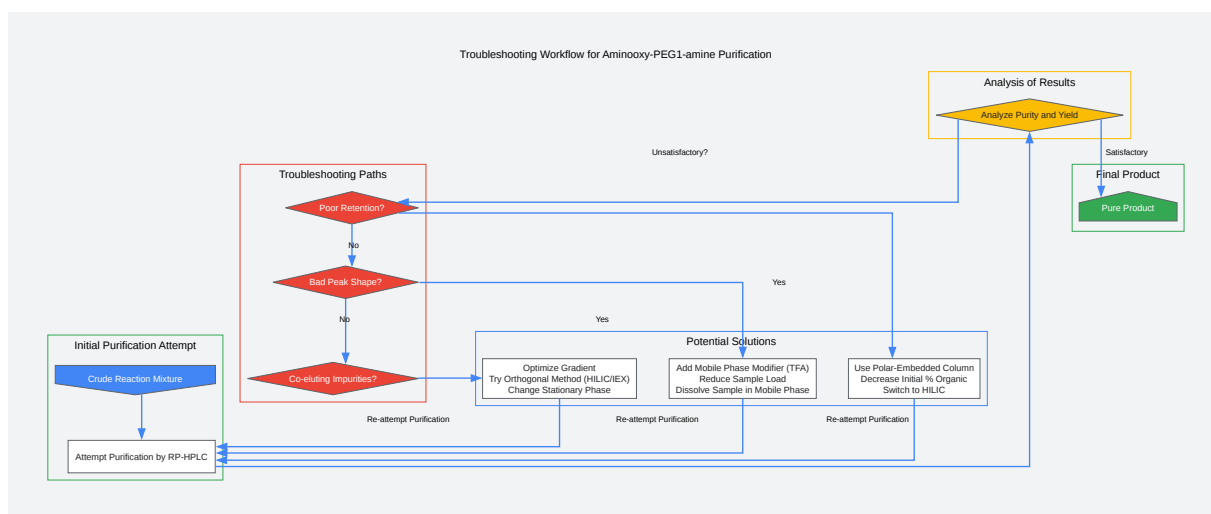 Troubleshooting Workflow for Aminooxy-PEG1-amine Purification
Analysis of Results
Analyze Purity and Yield
Unsatisfactory?
Satisfactory
Troubleshooting Paths
Final Product
Poor Retention?
Pure Product
No
Bad Peak Shape?
Yes
No
Yes
Initial Purification Attempt
Potential Solutions
Crude Reaction Mixture
Co-eluting Impurities?
Optimize Gradient
Try Orthogonal Method (HILIC/IEX)
Change Stationary Phase
Add Mobile Phase Modifier (TFA)
Reduce Sample Load
Dissolve Sample in Mobile Phase
Use Polar-Embedded Column
Decrease Initial % Organic
Switch to HILIC
Re-attempt Purification
Re-attempt Purification
Re-attempt Purification
Attempt Purification by RP-HPLC